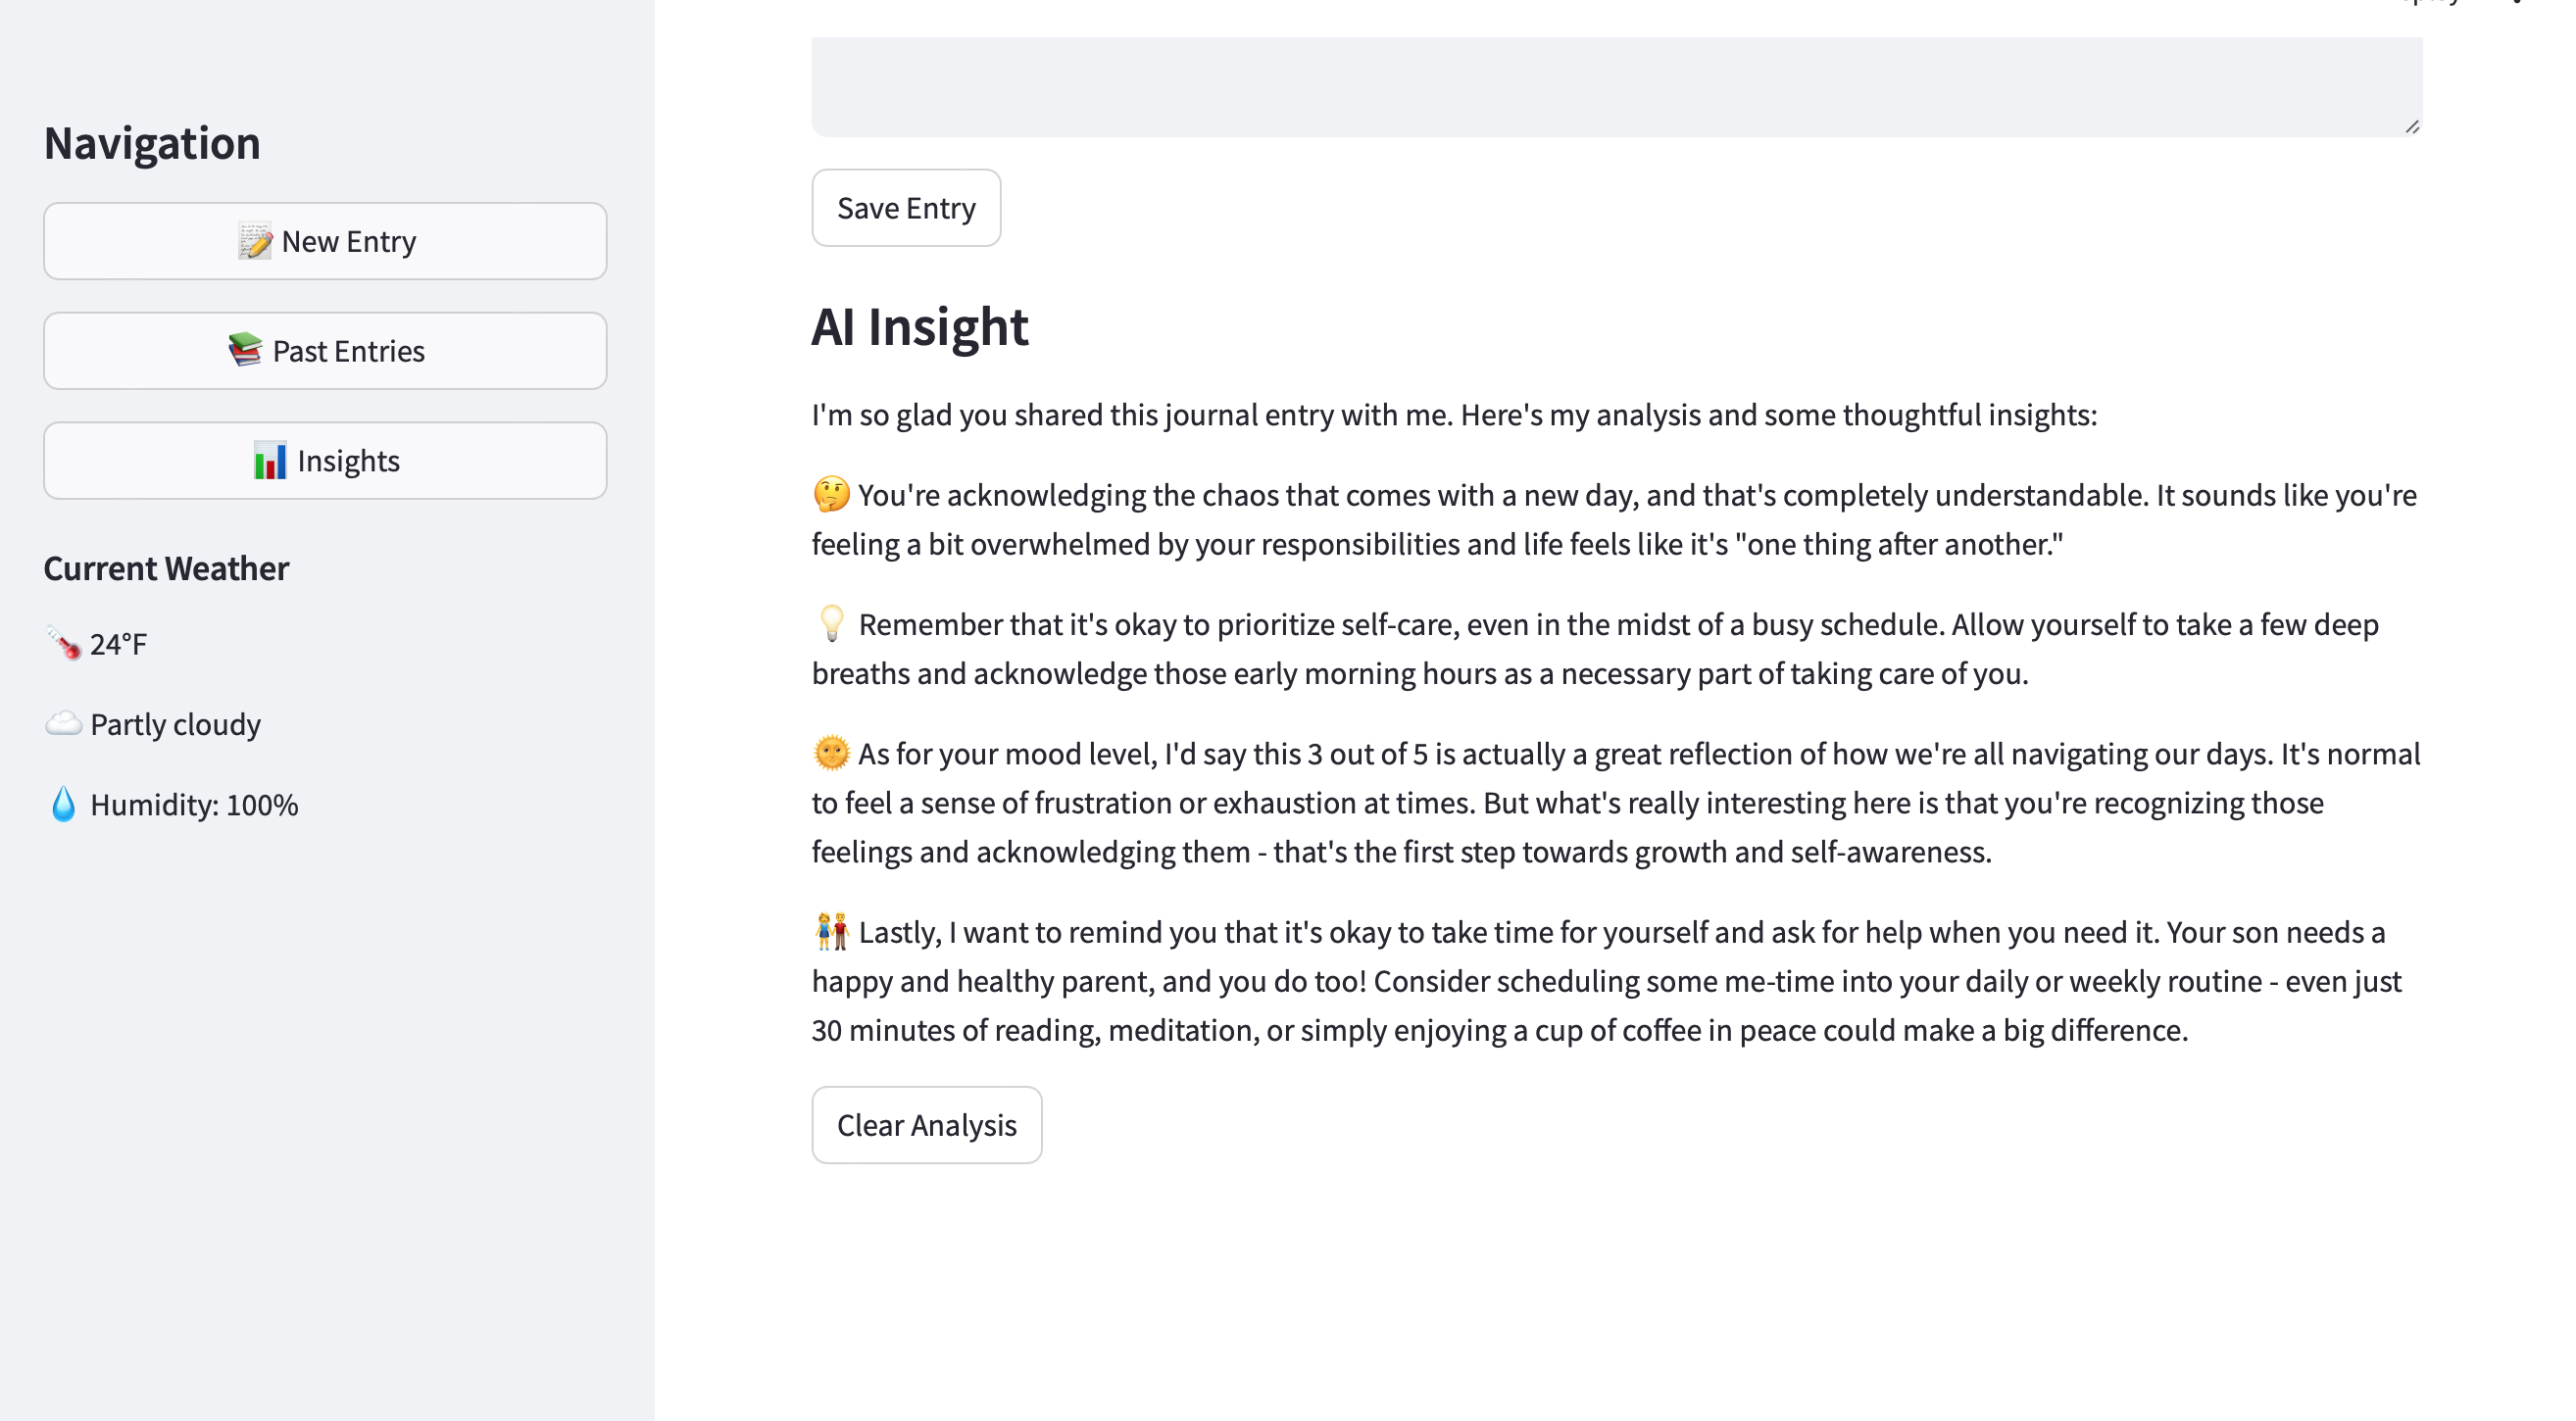 Navigation
📝 New Entry
📚 Past Entries
📊 Insights
Current Weather
🌡️ 24°F
☁️ Partly cloudy
💧 Humidity: 100%
Save Entry
AI Insight
I'm so glad you shared this journal entry with me. Here's my analysis and some thoughtful insights:
🤔 You're acknowledging the chaos that comes with a new day, and that's completely understandable. It sounds like you're
feeling a bit overwhelmed by your responsibilities and life feels like it's "one thing after another."
💡 Remember that it's okay to prioritize self-care, even in the midst of a busy schedule. Allow yourself to take a few deep
breaths and acknowledge those early morning hours as a necessary part of taking care of you.
🌞 As for your mood level, I'd say this 3 out of 5 is actually a great reflection of how we're all navigating our days. It's normal
to feel a sense of frustration or exhaustion at times. But what's really interesting here is that you're recognizing those
feelings and acknowledging them - that's the first step towards growth and self-awareness.
👫 Lastly, I want to remind you that it's okay to take time for yourself and ask for help when you need it. Your son needs a
happy and healthy parent, and you do too! Consider scheduling some me-time into your daily or weekly routine - even just
30 minutes of reading, meditation, or simply enjoying a cup of coffee in peace could make a big difference.
Clear Analysis